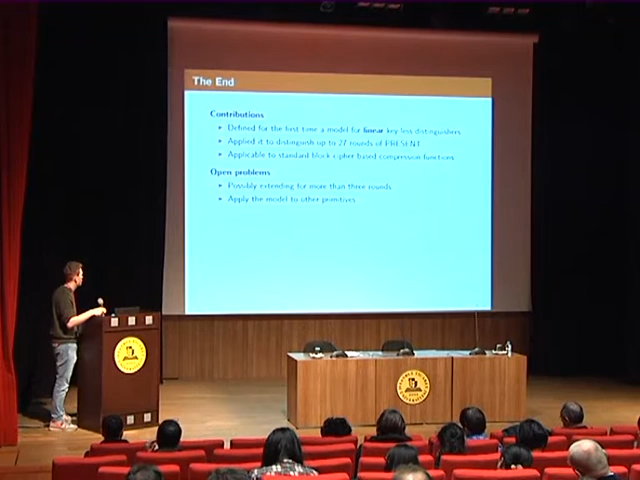 The End
Contributions
Defined for the first time a model for linear key less distinguishers
Applied it to distinguish up to 27 rounds of PRESENT
Applicable to standard block cipher based compression functions
Open problems
Possibly extending for more than three rounds
Apply the model to other primitives